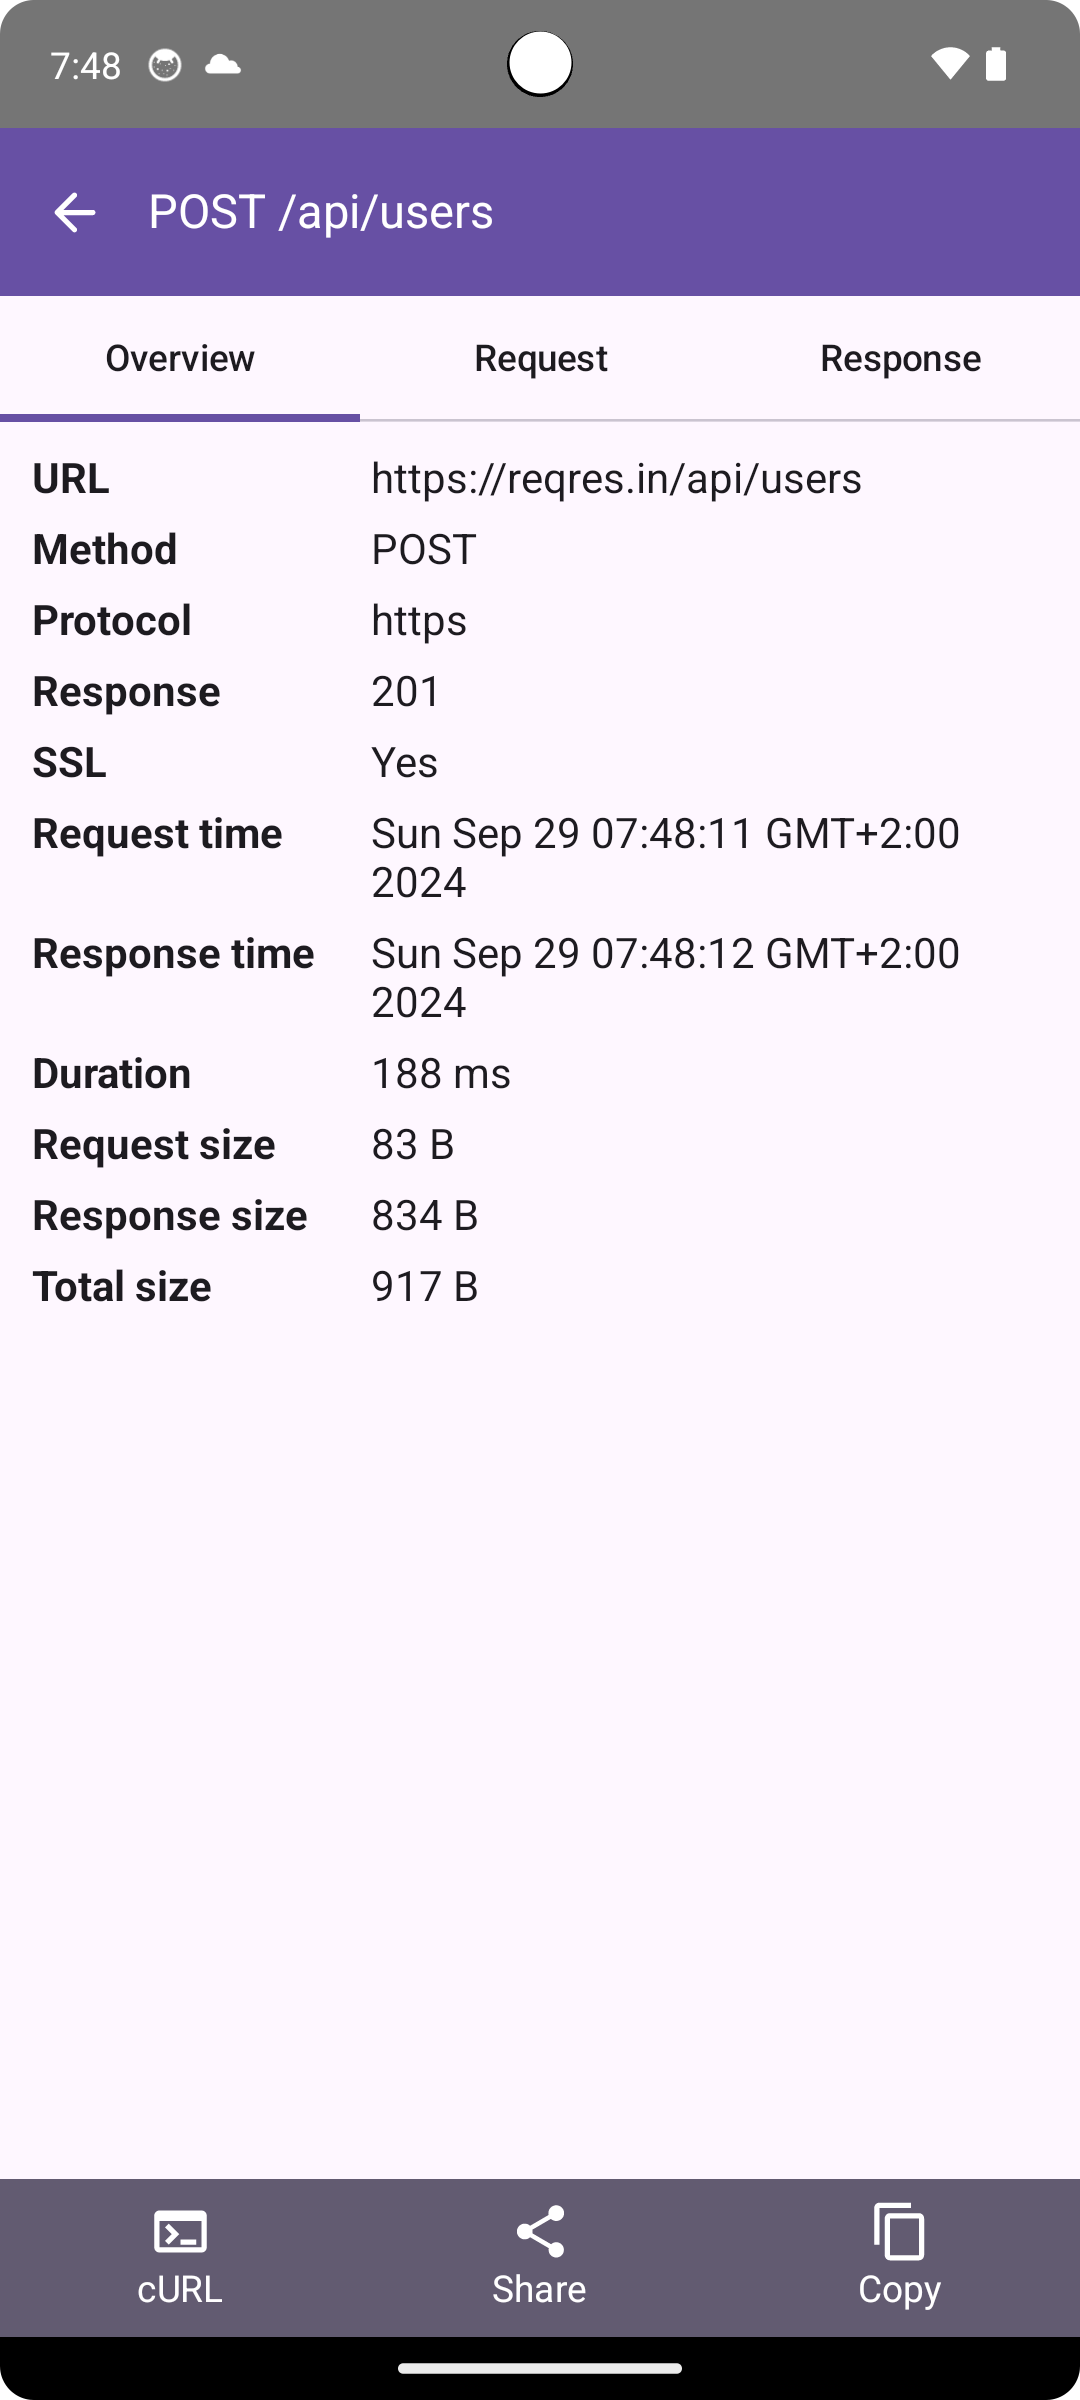 7:48
POST /api/users
Overview Request Response
URL https://reqres.in/api/users
Method POST
Protocol https
Response 201
SSL Yes
Request time Sun Sep 29 07:48:11 GMT+2:00
2024
Response time Sun Sep 29 07:48:12 GMT+2:00
2024
Duration 188 ms
Request size 83 B
Response size 834 B
Total size 917 B
cURL Share Copy